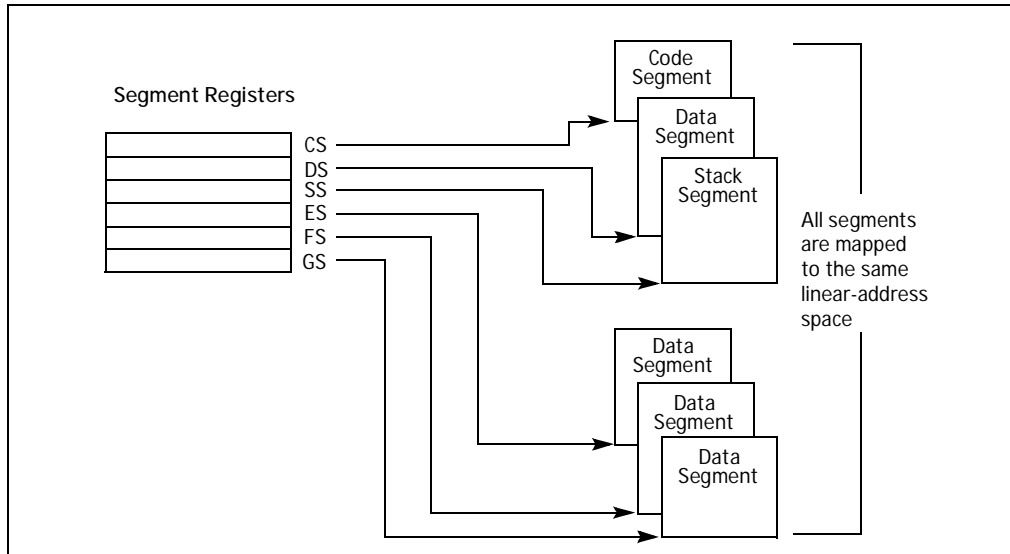 Segment Registers
CS
DS
SS
ES
FS
GS
Code
Segment
Data
Segment
Stack
Segment
Data
Segment
Data
Segment
Data
Segment
All segments
are mapped
to the same
linear-address
space